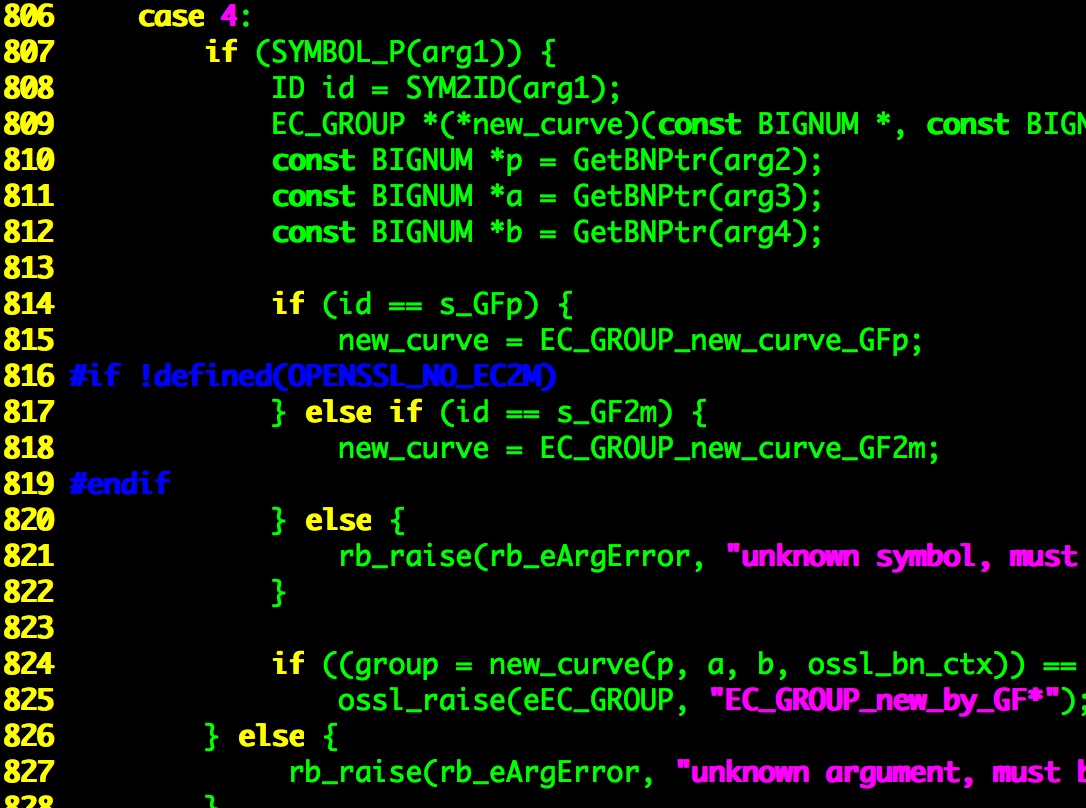 806     case 4:
807         if (SYMBOL_P(arg1)) {
808             ID id = SYM2ID(arg1);
809             EC_GROUP *(*new_curve)(const BIGNUM *, const BIGN
810             const BIGNUM *p = GetBNPtr(arg2);
811             const BIGNUM *a = GetBNPtr(arg3);
812             const BIGNUM *b = GetBNPtr(arg4);
813
814             if (id == s_GFp) {
815                 new_curve = EC_GROUP_new_curve_GFp;
816 #if !defined(OPENSSL_NO_EC2M)
817             } else if (id == s_GF2m) {
818                 new_curve = EC_GROUP_new_curve_GF2m;
819 #endif
820             } else {
821                 rb_raise(rb_eArgError, "unknown symbol, must
822             }
823
824             if ((group = new_curve(p, a, b, ossl_bn_ctx)) ==
825                 ossl_raise(eEC_GROUP, "EC_GROUP_new_by_GF*");
826         } else {
827              rb_raise(rb_eArgError, "unknown argument, must b
828         }